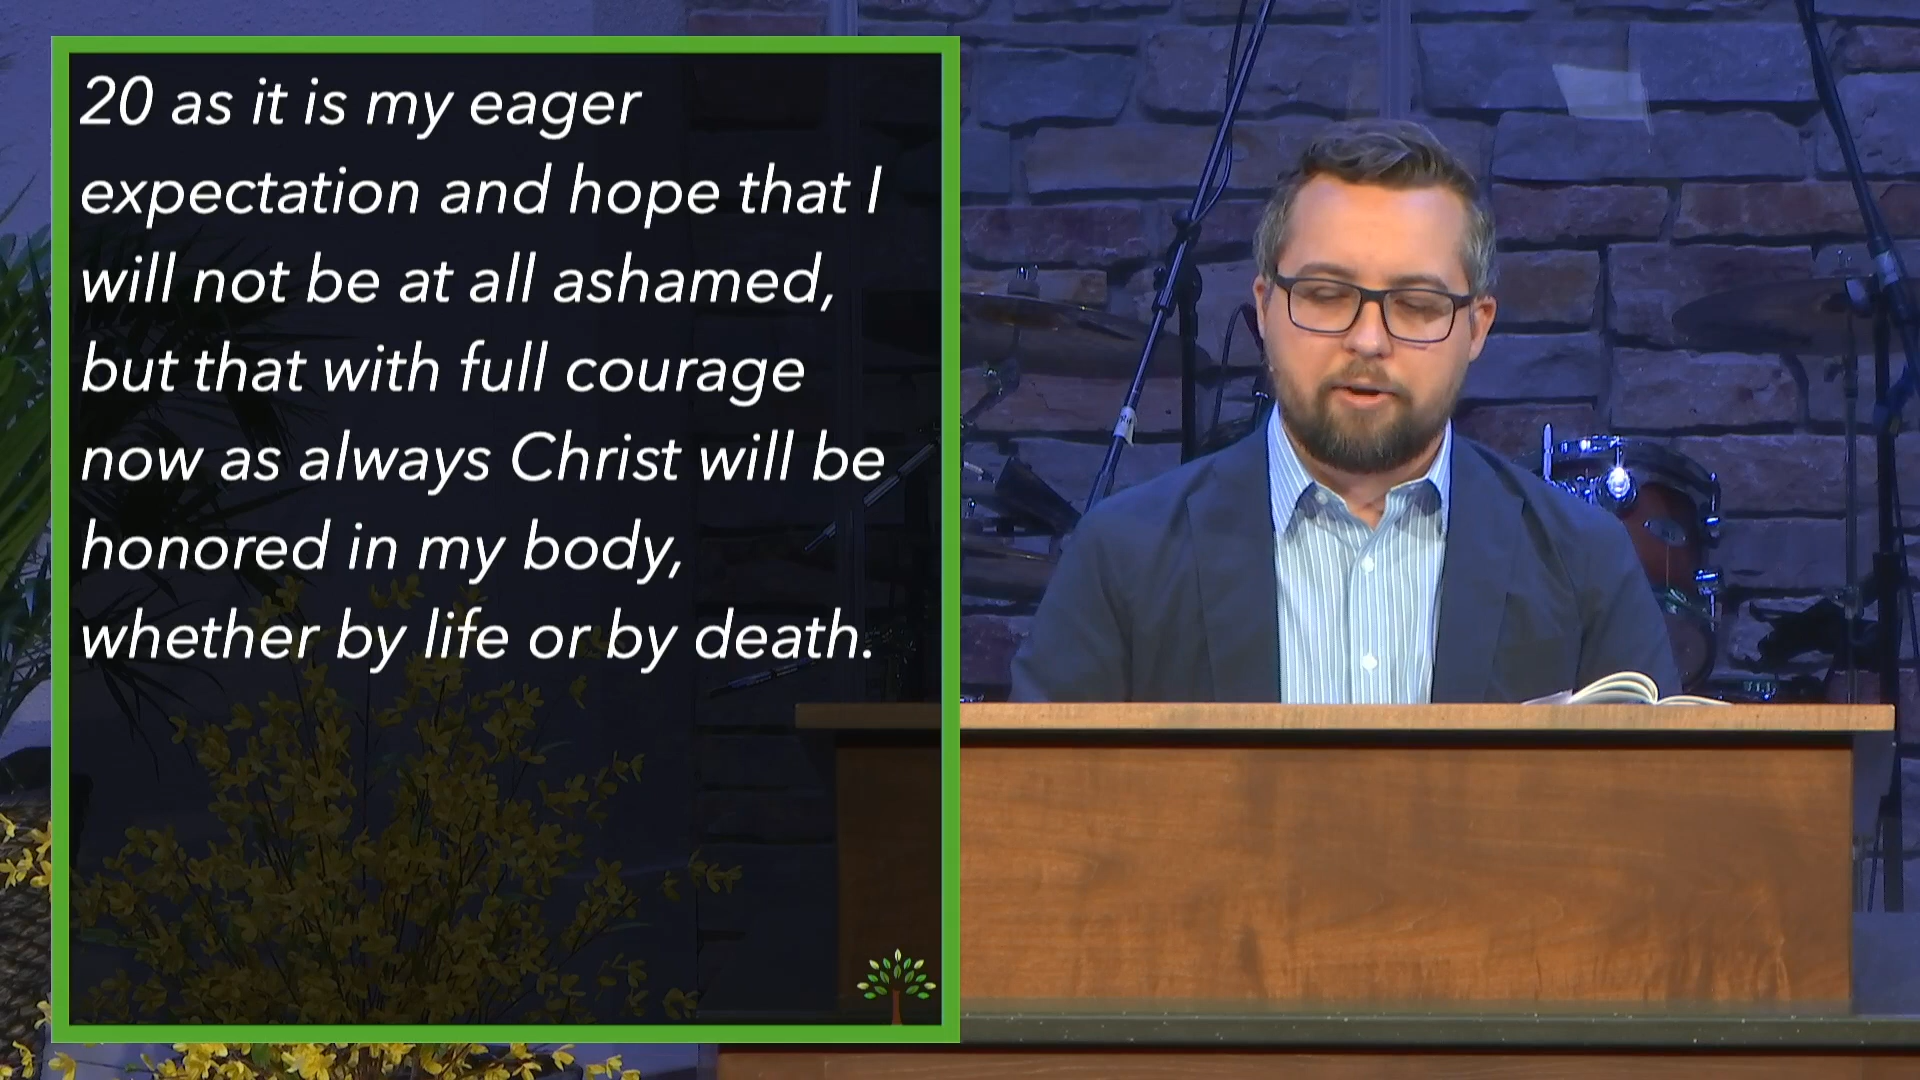 20 as it is my eager
expectation and hope that I
will not be at all ashamed,
but that with full courage
now as always Christ will be
honored in my body,
whether by life or by death.